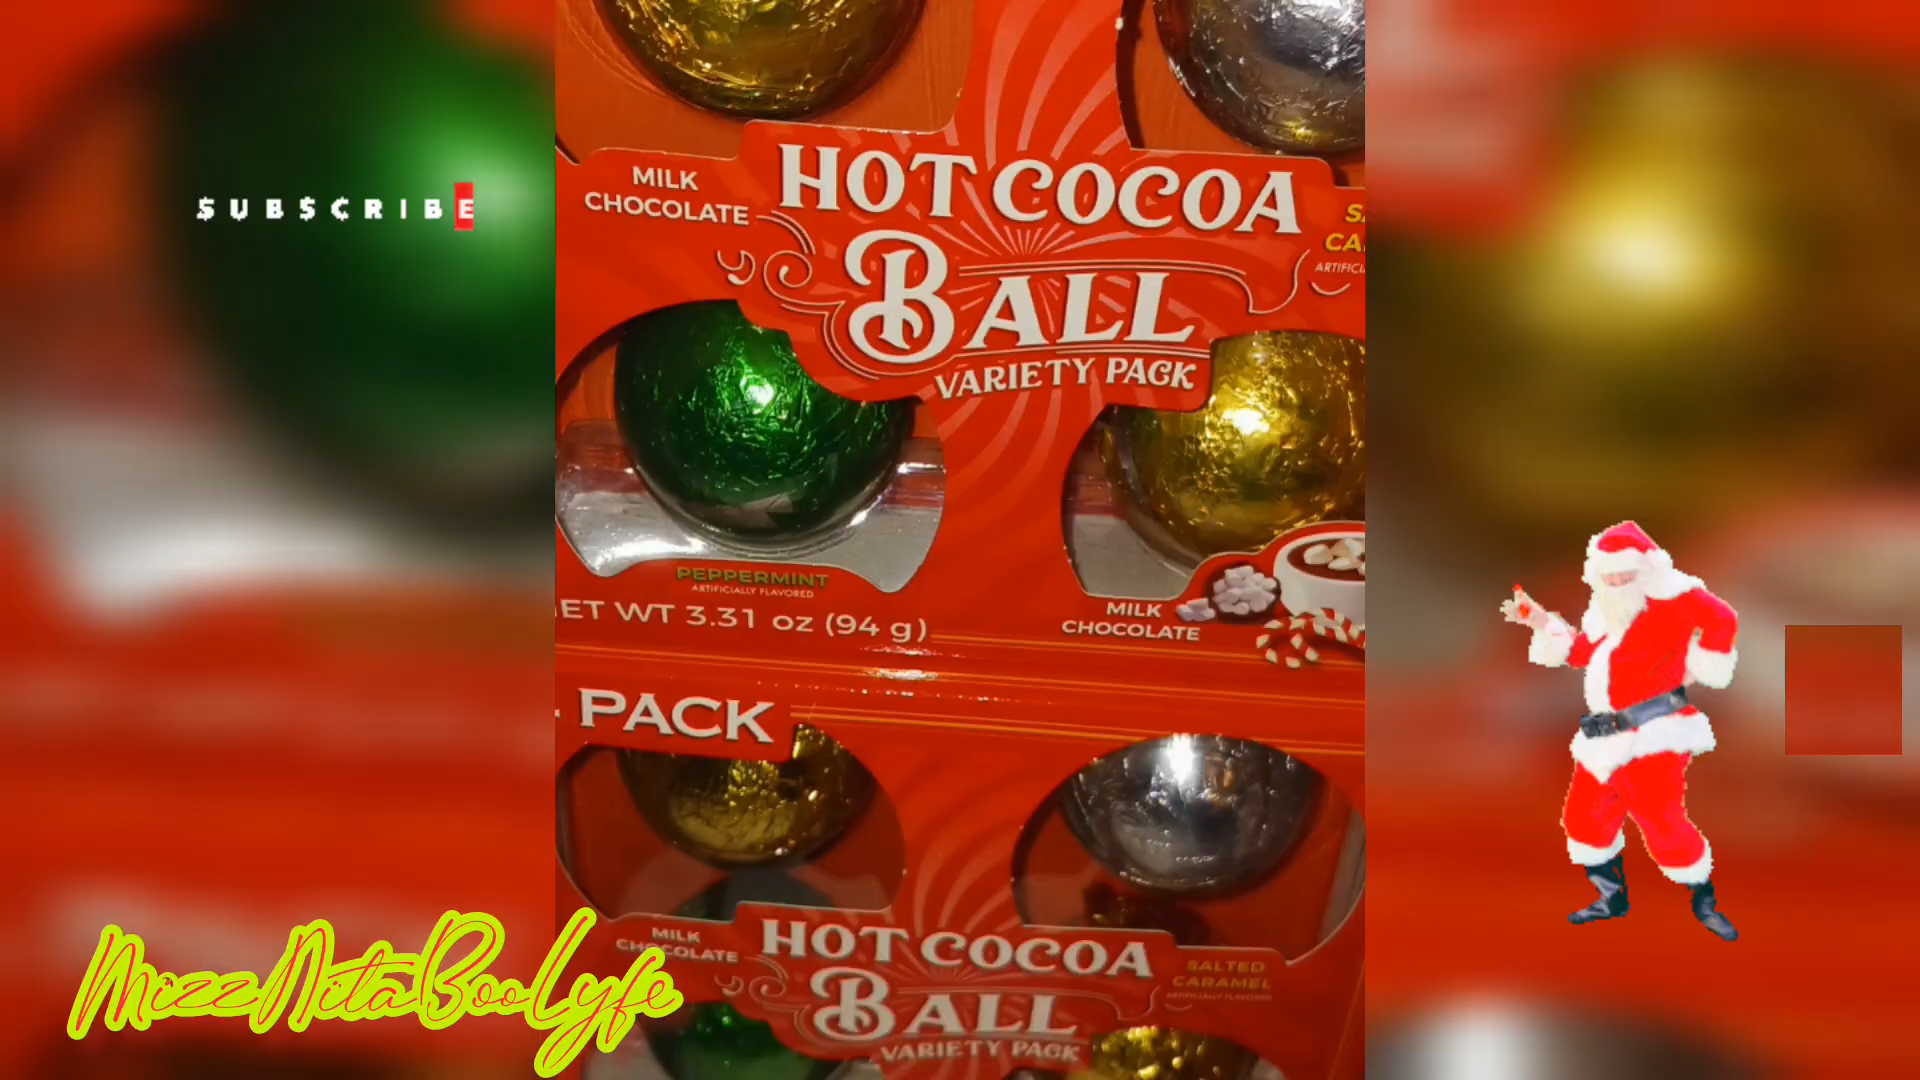 SUBSCRIBE
MILK
CHOCOLATE
HOT COCOA
BALL
VARIETY PACK
PEPPERMINT
ARTIFICIALLY FLAVORED
ET WT 3.31 oz (94 g)
MILK
CHOCOLATE
PACK
MILK
CHOCOLATE
HOT COCOA
BALL
VARIETY PACK
SALTED
CARAMEL
ARTIFICIALLY FLAVORED
MizzNitaBooLyfe